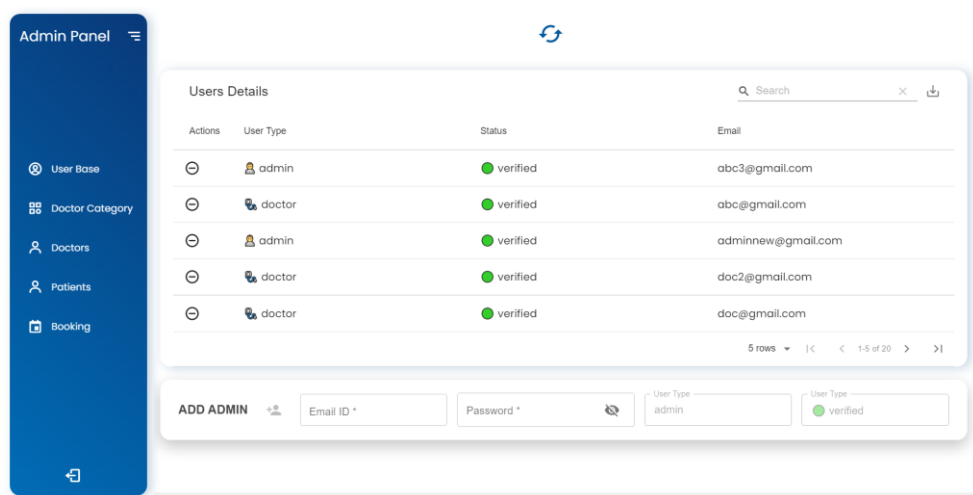 Admin Panel
User Base
Doctor Category
Doctors
Patients
Booking
Users Details
Search
Actions User Type Status Email
admin verified abc3@gmail.com
doctor verified abc@gmail.com
admin verified adminnew@gmail.com
doctor verified doc2@gmail.com
doctor verified doc@gmail.com
5 rows 1-5 of 20
ADD ADMIN
Email ID *
Password *
User Type
admin
User Type
verified